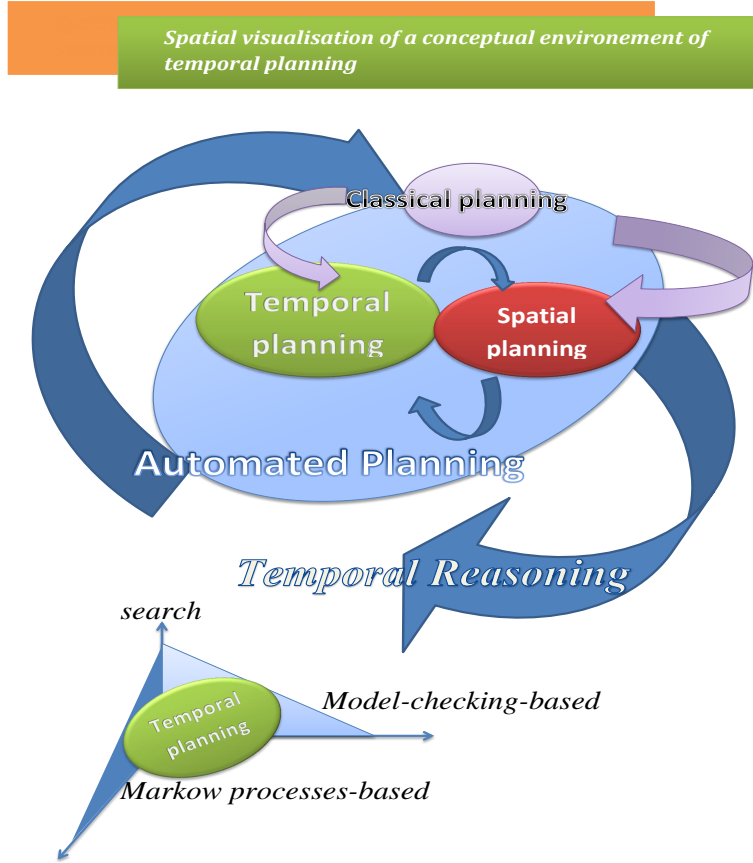 Spatial visualisation of a conceptual environement of
temporal planning
Classical planning
Temporal
planning
Spatial
planning
Automated Planning
Temporal Reasoning
search
Model-checking-based
Temporal
planning
Markow processes-based